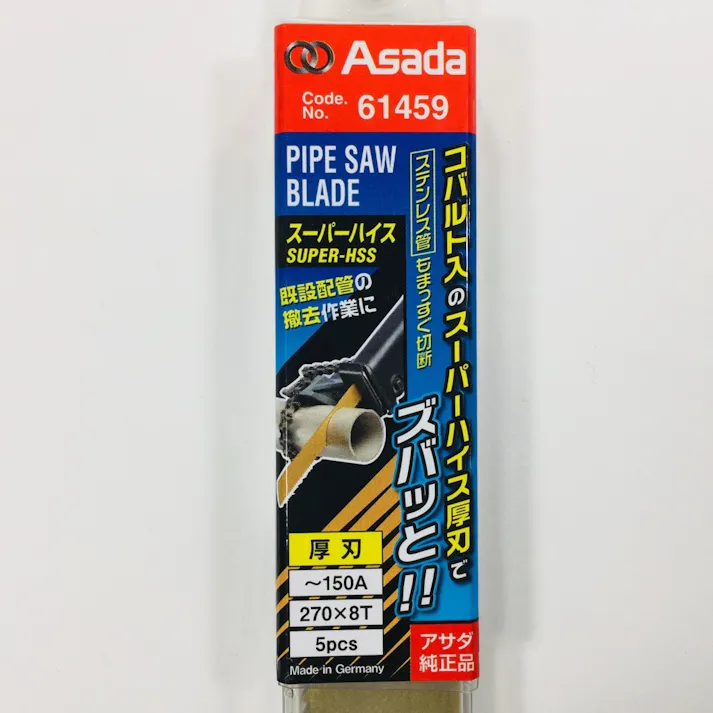 Asada
Code. No. 61459
PIPE SAW
BLADE
スーパーハイス
SUPER-HSS
既設配管の
撤去作業に
コバルト入のスーパーハイス厚刃で
ステンレス管もまっすぐ切断
ズバッと!!
厚刃
～150A
270×8T
5pcs
Made in Germany
アサダ
純正品